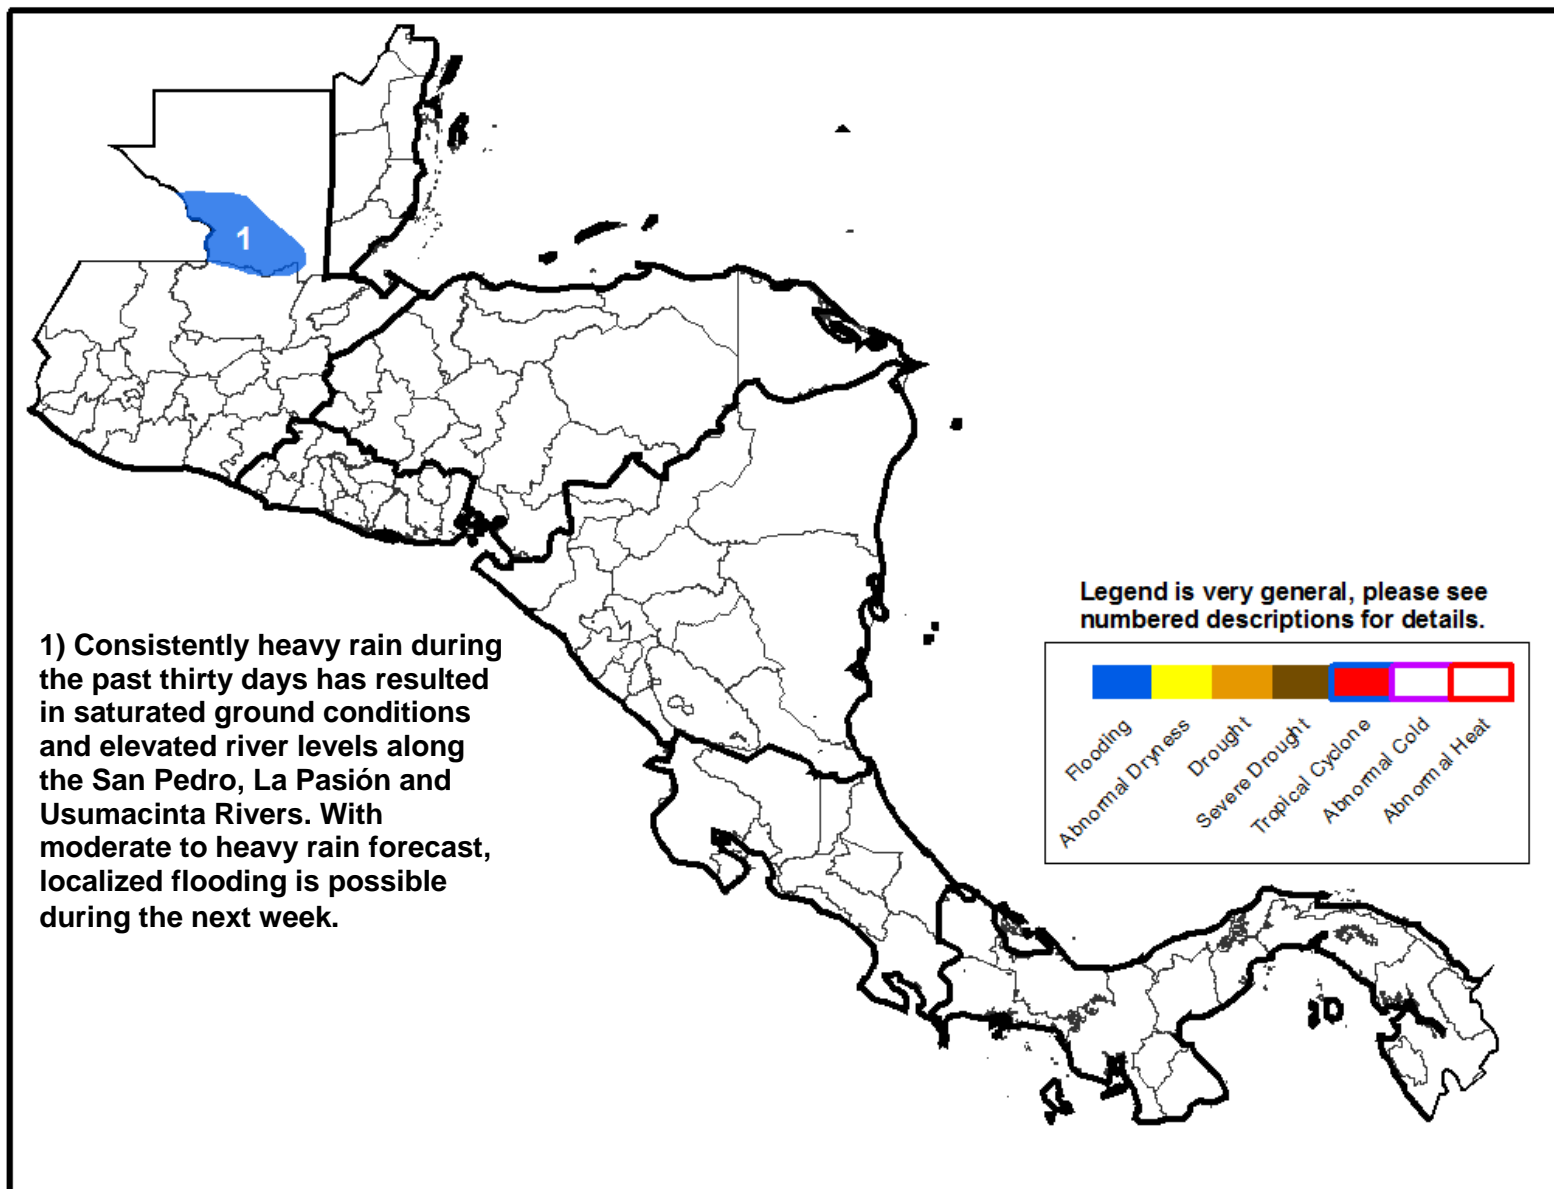 1
1) Consistently heavy rain during
the past thirty days has resulted
in saturated ground conditions
and elevated river levels along
the San Pedro, La Pasión and
Usumacinta Rivers. With
moderate to heavy rain forecast,
localized flooding is possible
during the next week.
Legend is very general, please see
numbered descriptions for details.
Flooding
Abnormal Dryness
Drought
Severe Drought
Tropical Cyclone
Abnormal Cold
Abnormal Heat